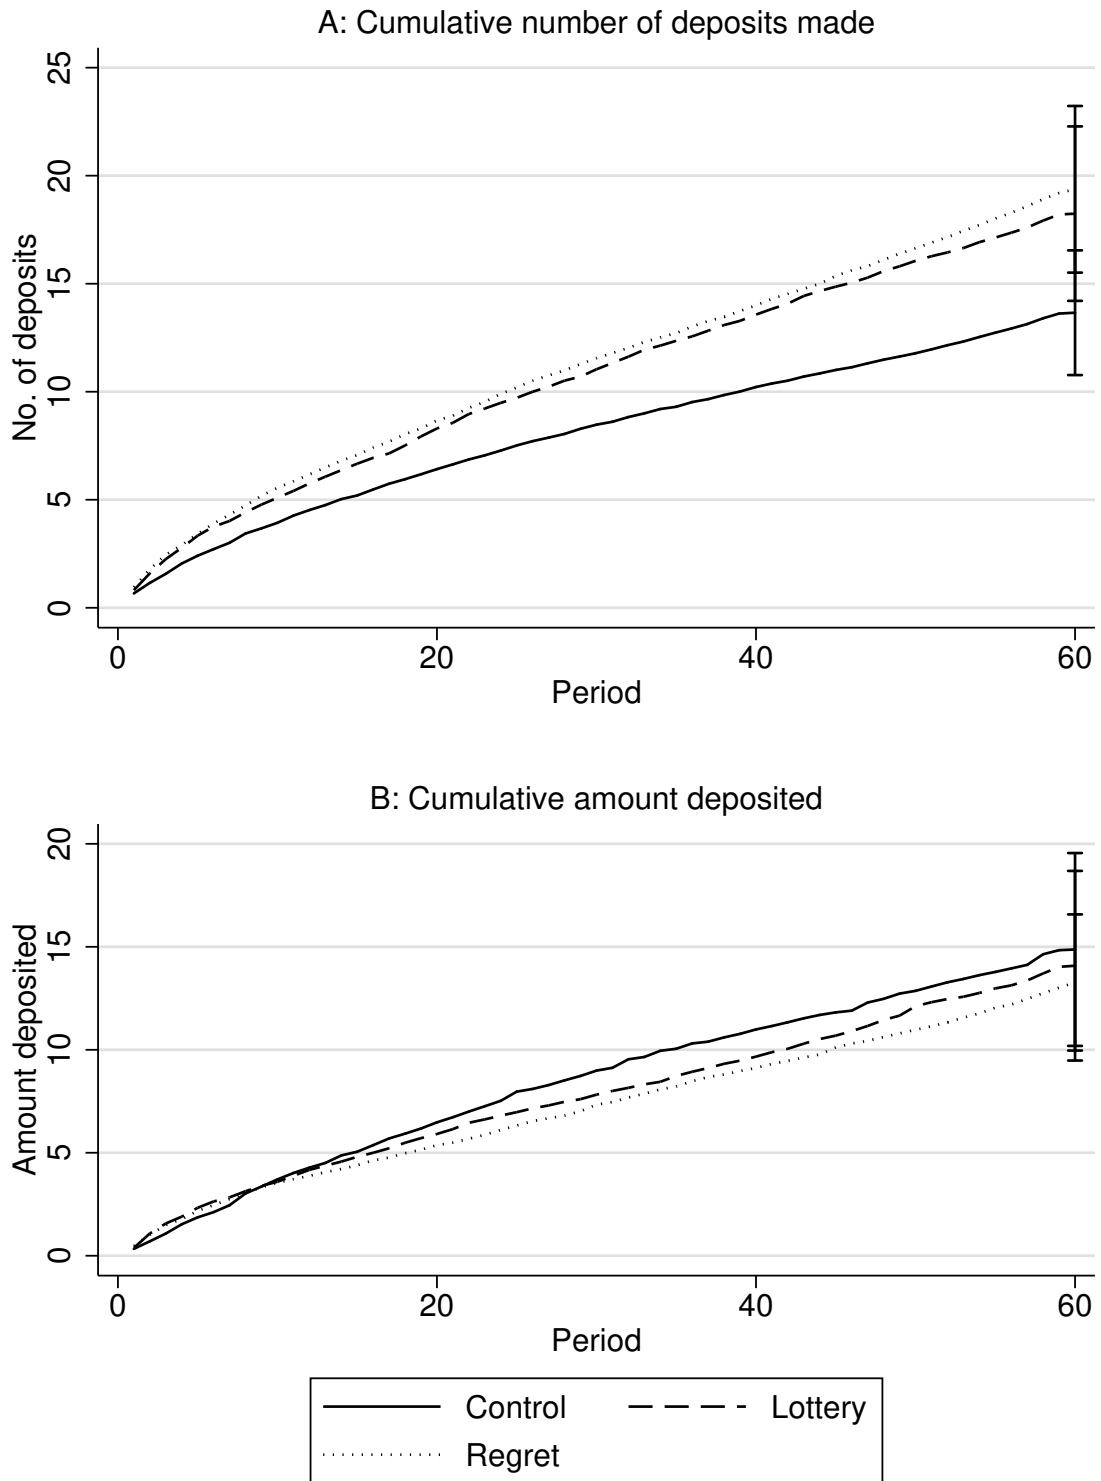 A: Cumulative number of deposits made
25
20
15
10
5
0
No. of deposits
0 20 40 60
Period
B: Cumulative amount deposited
20
15
10
5
0
Amount deposited
0 20 40 60
Period
Control Lottery
Regret